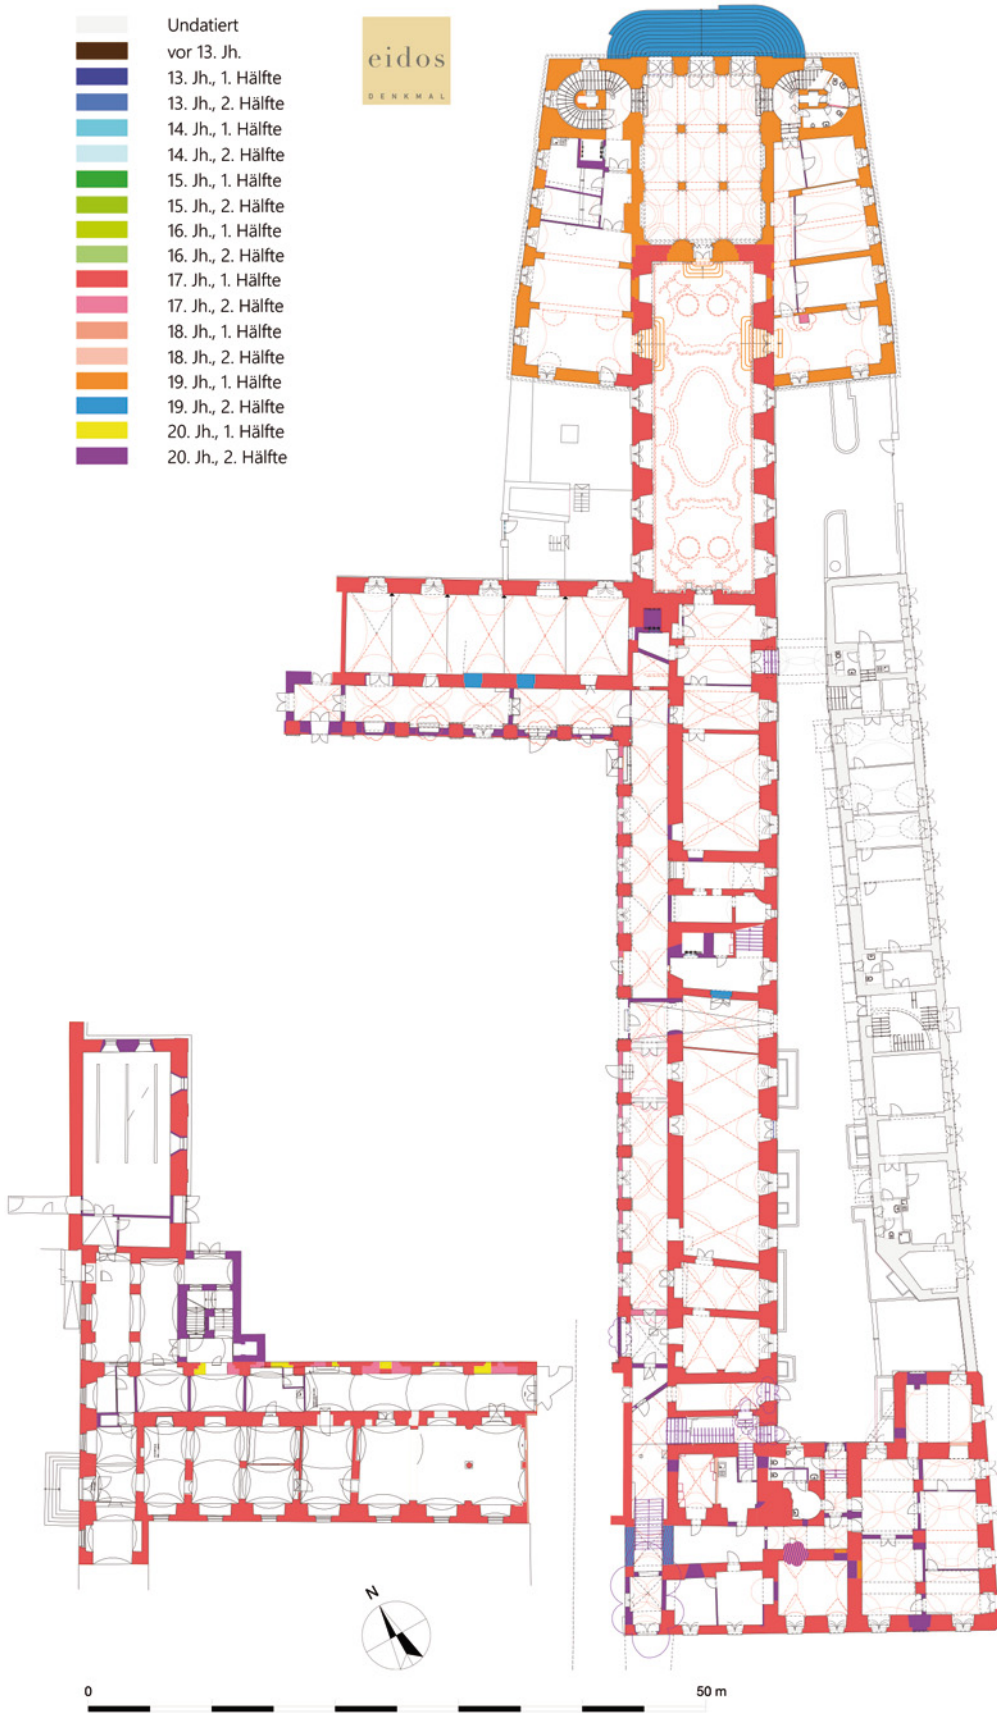 Undatiert
vor 13. Jh.
13. Jh., 1. Hälfte
13. Jh., 2. Hälfte
14. Jh., 1. Hälfte
14. Jh., 2. Hälfte
15. Jh., 1. Hälfte
15. Jh., 2. Hälfte
16. Jh., 1. Hälfte
16. Jh., 2. Hälfte
17. Jh., 1. Hälfte
17. Jh., 2. Hälfte
18. Jh., 1. Hälfte
18. Jh., 2. Hälfte
19. Jh., 1. Hälfte
19. Jh., 2. Hälfte
20. Jh., 1. Hälfte
20. Jh., 2. Hälfte
eidos
DENKMAL
N
0 50 m